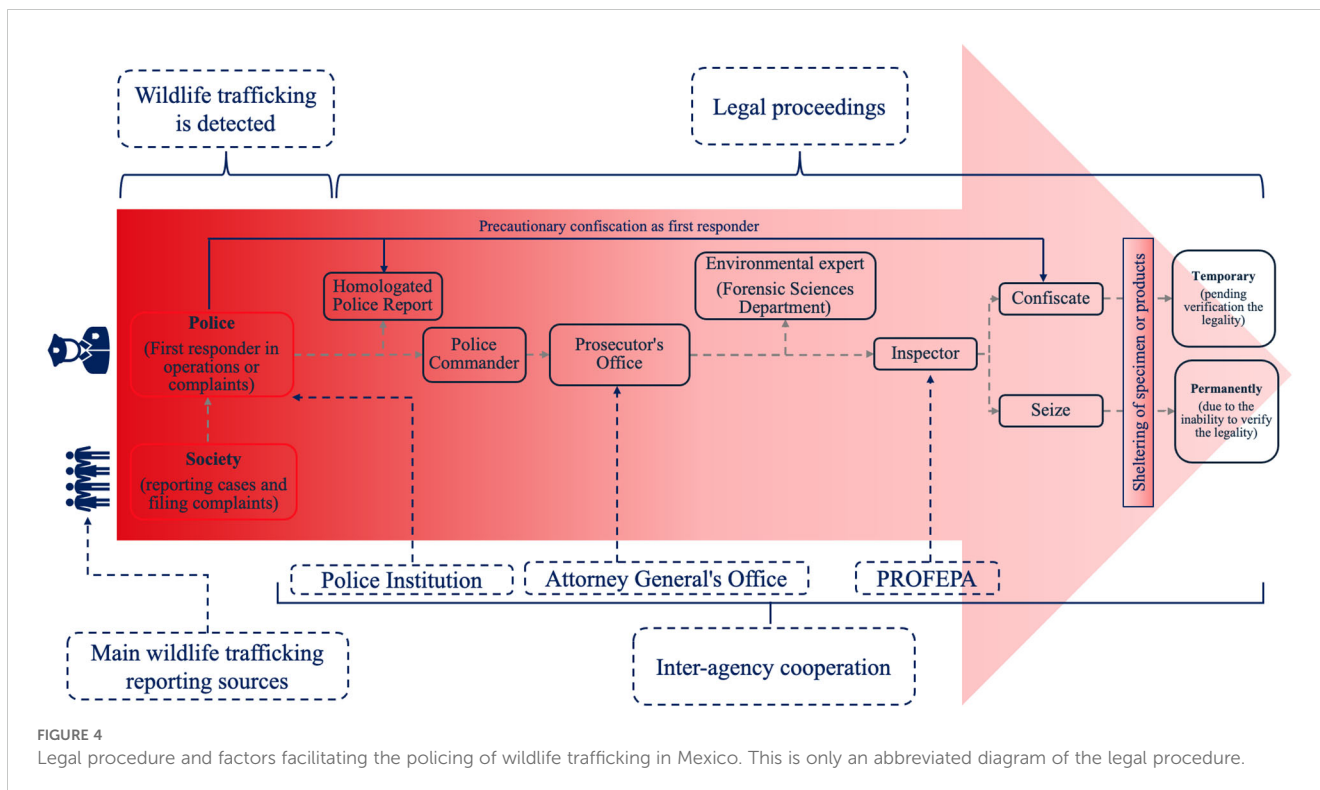 Wildlife trafficking
is detected
Legal proceedings
Precautionary confiscation as first responder
Homologated
Police Report
Environmental expert
(Forensic Sciences
Department)
Police
(First responder in
operations or
complaints)
Police
Commander
Prosecutor's
Office
Inspector
Confiscate
Seize
Sheltering of specimen or products
Temporary
(pending
verification the
legality)
Permanently
(due to the
inability to verify
the legality)
Society
(reporting cases and
filing complaints)
Police Institution
Attorney General's Office
PROFEPA
Main wildlife trafficking
reporting sources
Inter-agency cooperation
FIGURE 4
Legal procedure and factors facilitating the policing of wildlife trafficking in Mexico. This is only an abbreviated diagram of the legal procedure.